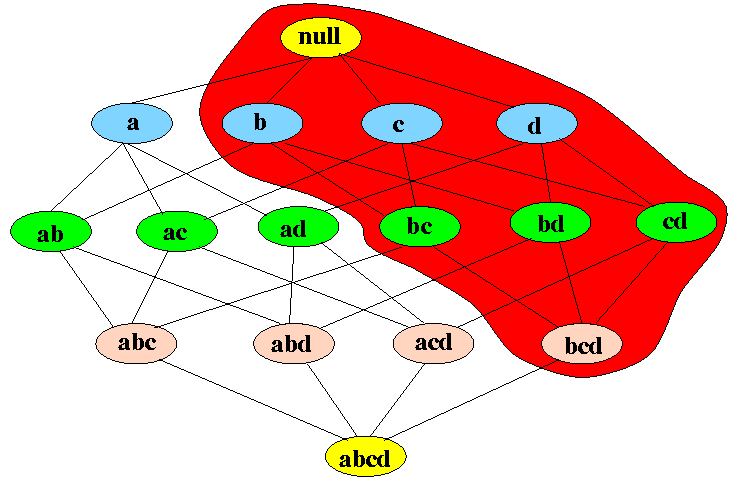 null
a b c d
ab ac ad bc bd cd
abc abd acd bcd
abcd